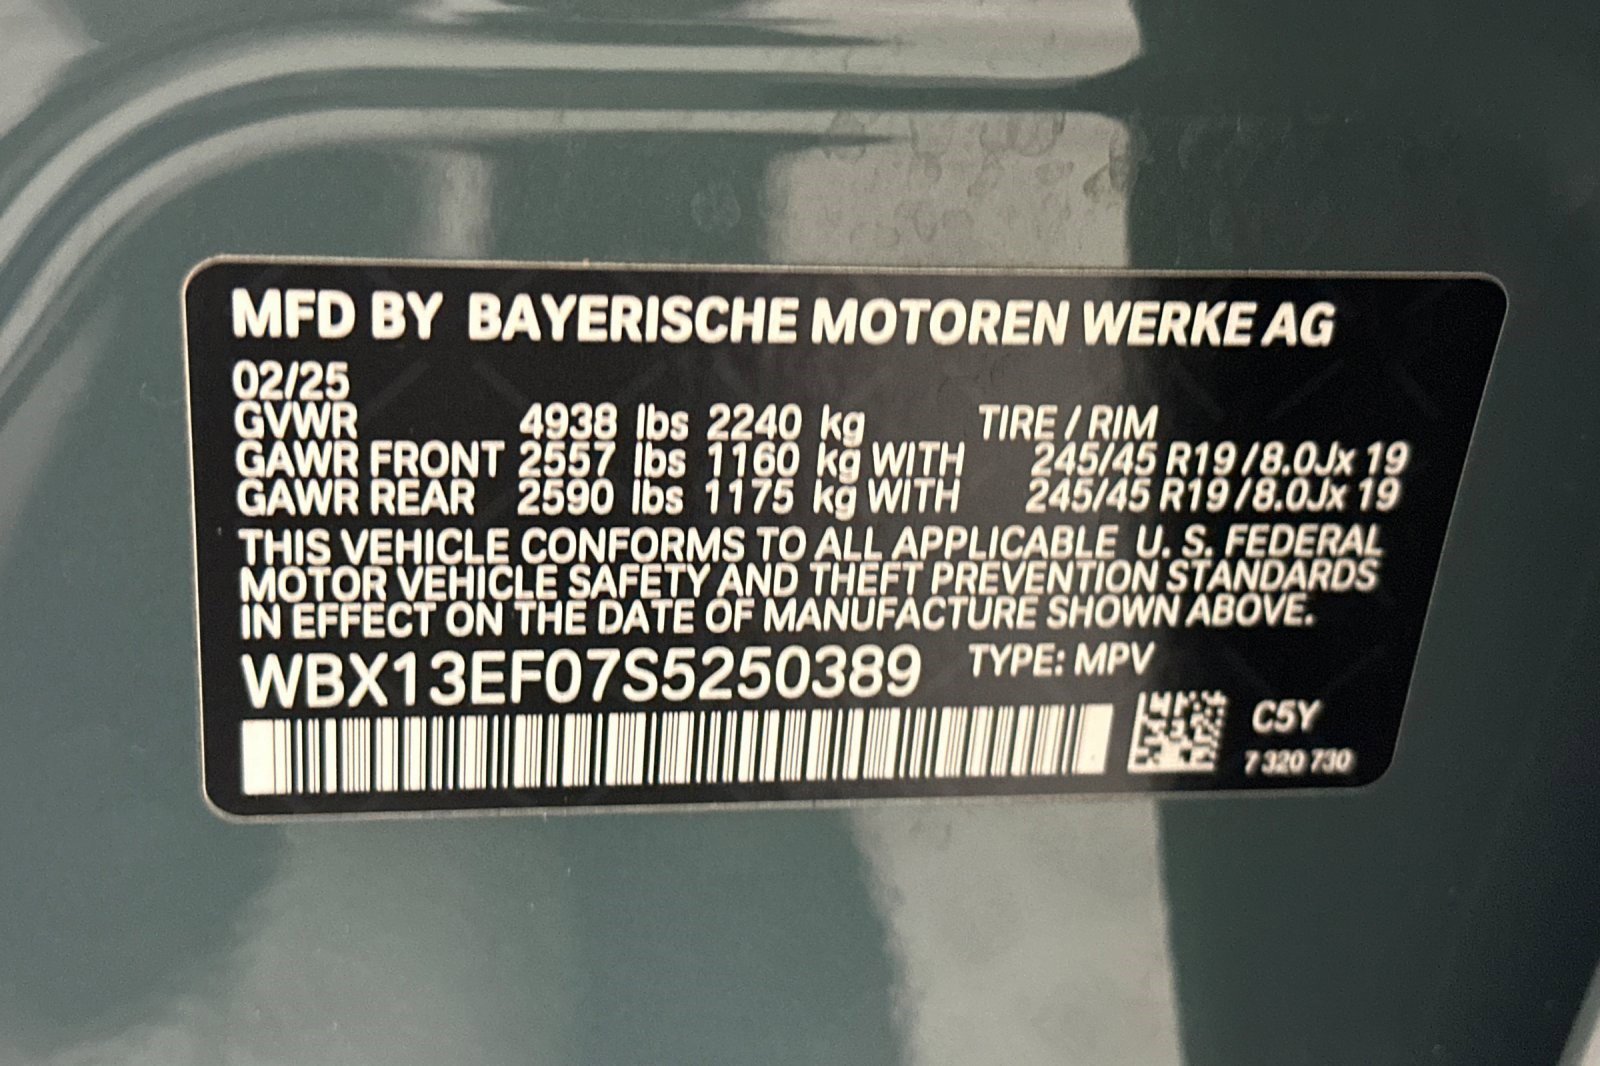 MFD BY BAYERISCHE MOTOREN WERKE AG
02/25
GVWR 4938 lbs 2240 kg TIRE / RIM
GAWR FRONT 2557 lbs 1160 kg WITH 245/45 R19 / 8.0Jx 19
GAWR REAR 2590 lbs 1175 kg WITH 245/45 R19 / 8.0Jx 19
THIS VEHICLE CONFORMS TO ALL APPLICABLE U. S. FEDERAL
MOTOR VEHICLE SAFETY AND THEFT PREVENTION STANDARDS
IN EFFECT ON THE DATE OF MANUFACTURE SHOWN ABOVE.
WBX13EF07S5250389 TYPE: MPV
C5Y
7 320 730